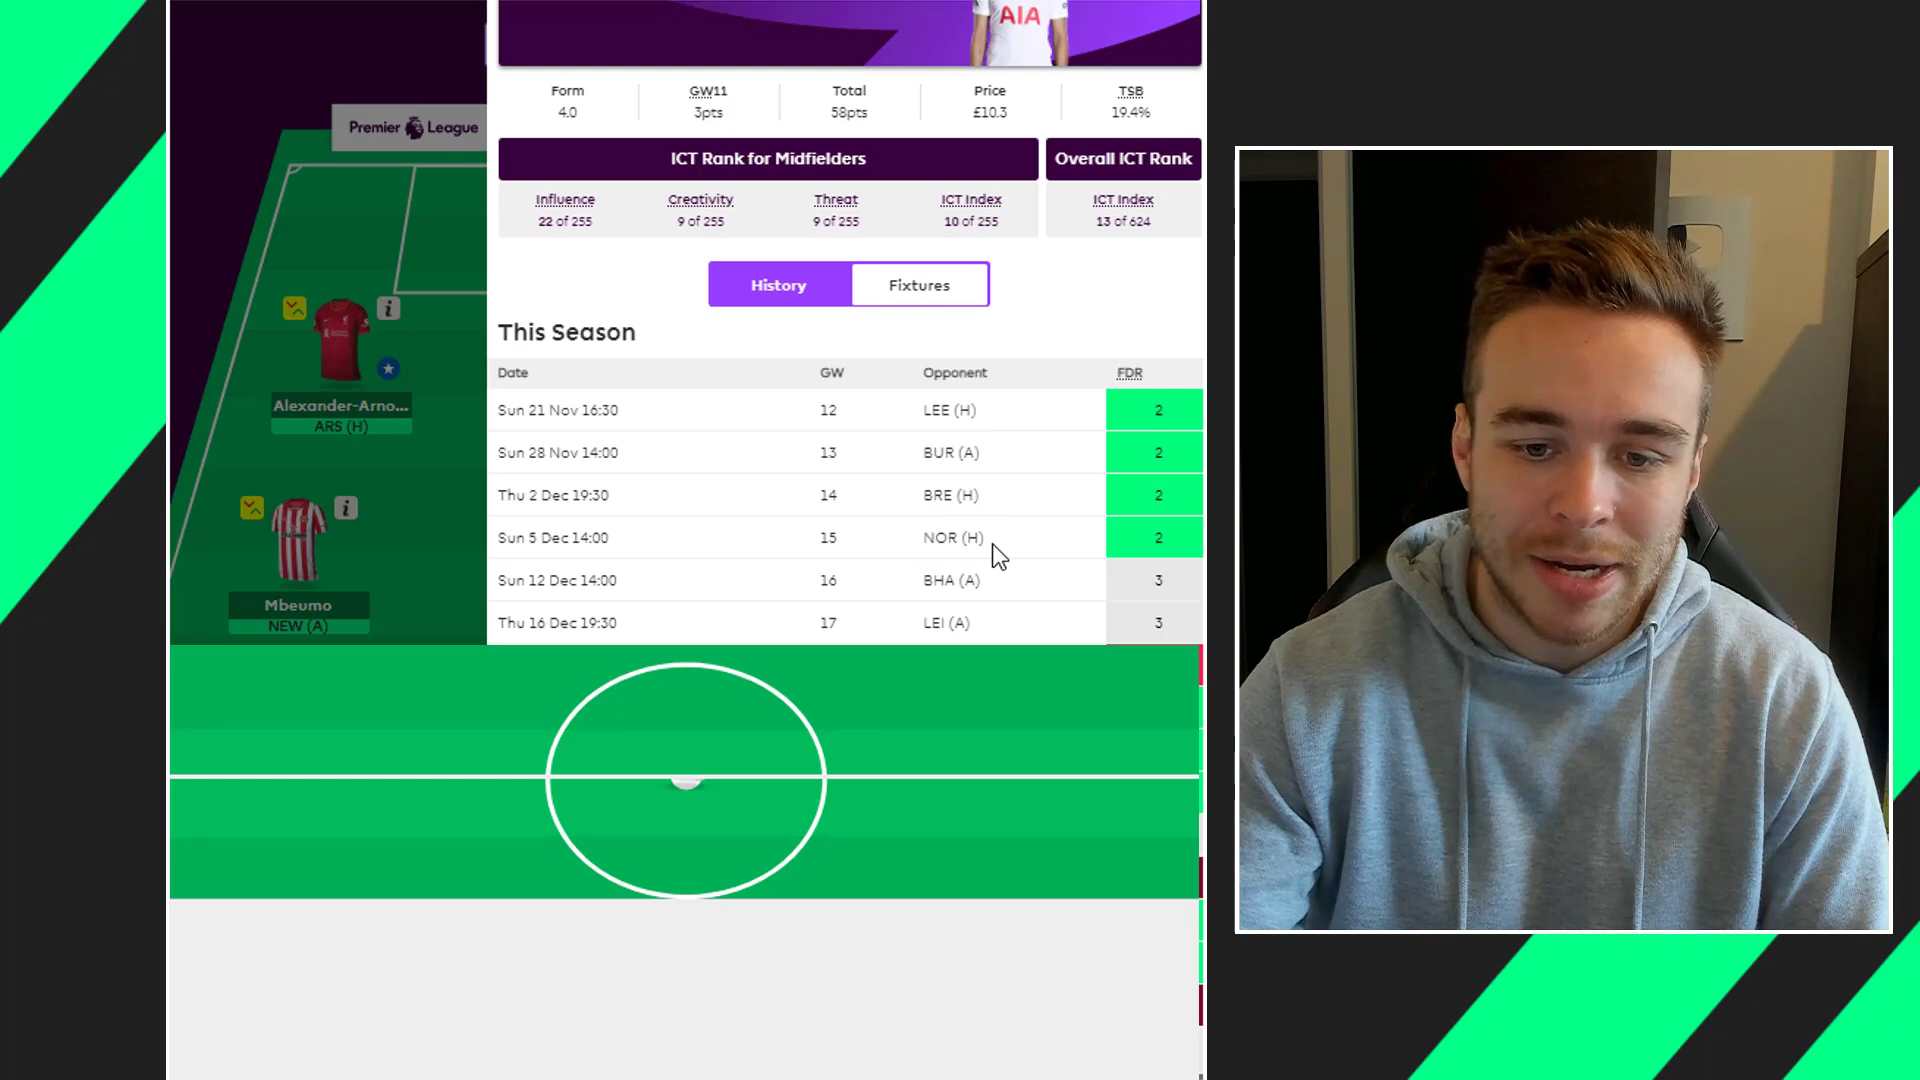 AIA
Form
GW11
Total
Price
TSB
4.0
3pts
58pts
£10.3
19.4%
Premier League
ICT Rank for Midfielders
Overall ICT Rank
Influence
Creativity
Threat
ICT Index
ICT Index
22 of 255
9 of 255
9 of 255
10 of 255
13 of 624
History
Fixtures
This Season
Date GW Opponent FDR
Sun 21 Nov 16:30 12 LEE (H) 2
Sun 28 Nov 14:00 13 BUR (A) 2
Thu 2 Dec 19:30 14 BRE (H) 2
Sun 5 Dec 14:00 15 NOR (H) 2
Sun 12 Dec 14:00 16 BHA (A) 3
Thu 16 Dec 19:30 17 LEI (A) 3
Alexander-Arno...
ARS (H)
Mbeumo
NEW (A)